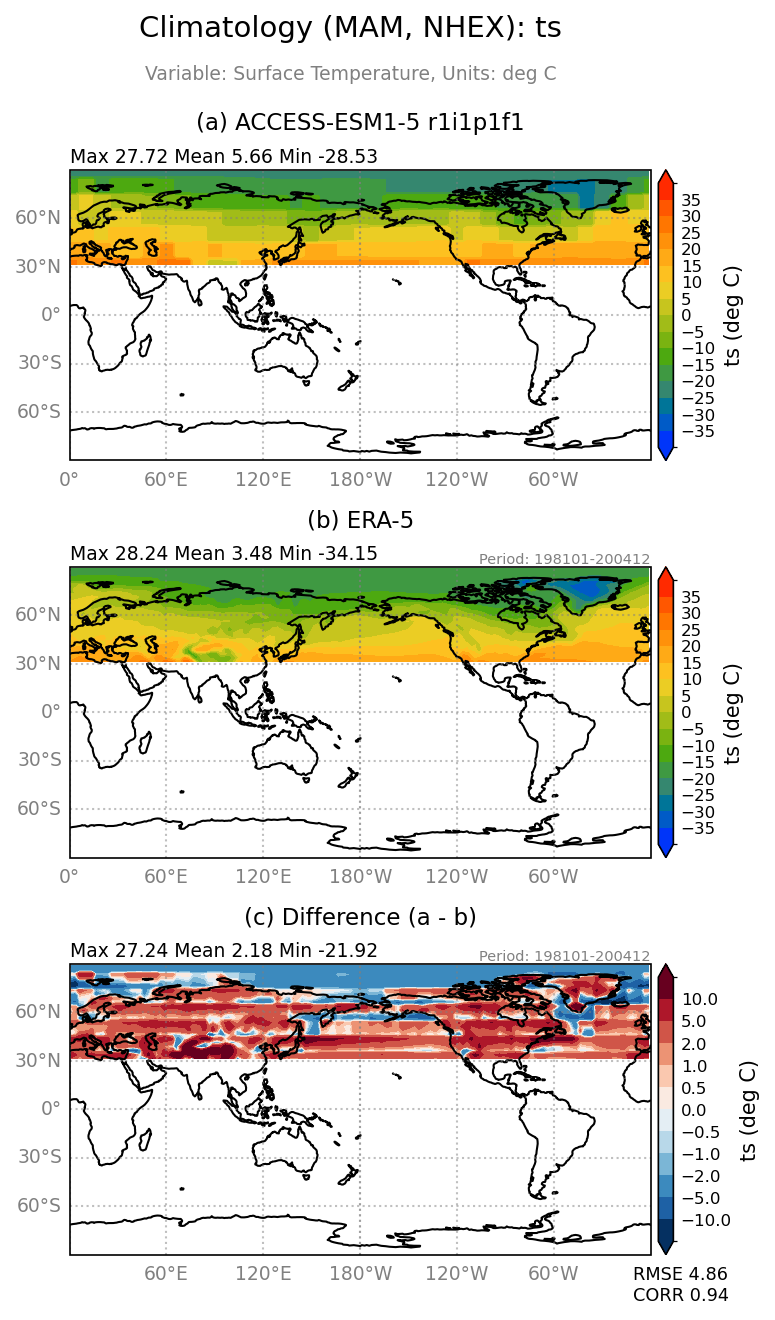 Climatology (MAM, NHEX): ts
Variable: Surface Temperature, Units: deg C
(a) ACCESS-ESM1-5 r1i1p1f1
Max 27.72 Mean 5.66 Min -28.53
60°N
30°N
0°
30°S
60°S
0°
60°E
120°E
180°W
120°W
60°W
35
30
25
20
15
10
5
0
−5
−10
−15
−20
−25
−30
−35
ts (deg C)
(b) ERA-5
Max 28.24 Mean 3.48 Min -34.15
Period: 198101-200412
60°N
30°N
0°
30°S
60°S
0°
60°E
120°E
180°W
120°W
60°W
35
30
25
20
15
10
5
0
−5
−10
−15
−20
−25
−30
−35
ts (deg C)
(c) Difference (a - b)
Max 27.24 Mean 2.18 Min -21.92
Period: 198101-200412
60°N
30°N
0°
30°S
60°S
60°E
120°E
180°W
120°W
60°W
10.0
5.0
2.0
1.0
0.5
0.0
−0.5
−1.0
−2.0
−5.0
−10.0
ts (deg C)
RMSE 4.86
CORR 0.94